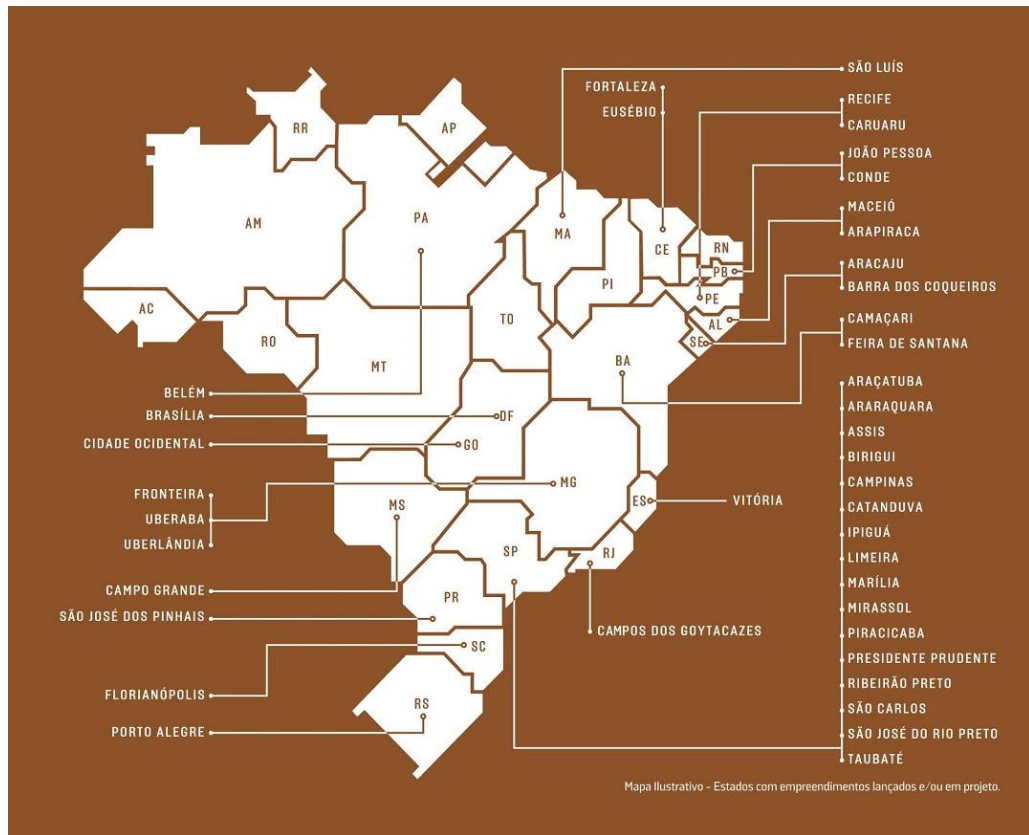 SÃO LUÍS
FORTALEZA
EUSÉBIO
RECIFE
CARUARU
JOÃO PESSOA
CONDE
MACEIÓ
ARAPIRACA
ARACAJU
BARRA DOS COQUEIROS
CAMAÇARI
FEIRA DE SANTANA
RR
AP
AM
PA
MA
CE
RN
PB
PI
PE
AC
TO
AL
RO
SE
MT
BA
BELÉM
BRASÍLIA
DF
CIDADE OCIDENTAL
GO
FRONTEIRA
UBERABA
UBERLÂNDIA
MG
MS
ES
VITÓRIA
SP
RJ
CAMPO GRANDE
PR
SÃO JOSÉ DOS PINHAIS
CAMPOS DOS GOYTACAZES
SC
FLORIANÓPOLIS
RS
PORTO ALEGRE
ARAÇATUBA
ARARAQUARA
ASSIS
BIRIGUI
CAMPINAS
CATANDUVA
IPIGUÁ
LIMEIRA
MARÍLIA
MIRASSOL
PIRACICABA
PRESIDENTE PRUDENTE
RIBEIRÃO PRETO
SÃO CARLOS
SÃO JOSÉ DO RIO PRETO
TAUBATÉ
Mapa Ilustrativo – Estados com empreendimentos lançados e/ou em projeto.